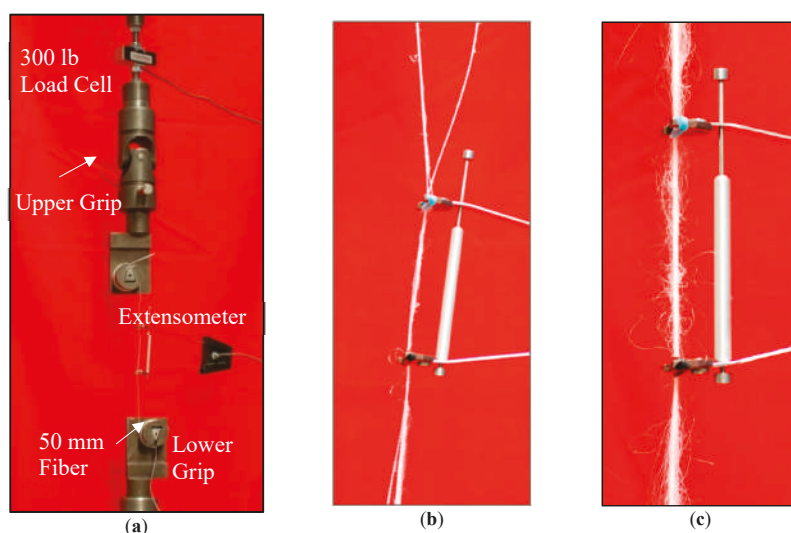 300 lb
Load Cell
Upper Grip
Extensometer
50 mm
Fiber
Lower
Grip
(a)
(b)
(c)